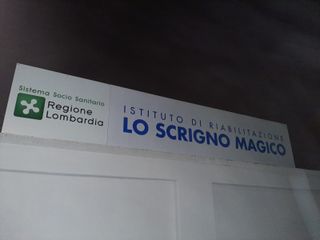 Sistema Socio Sanitario
Regione
Lombardia
ISTITUTO DI RIABILITAZIONE
LO SCRIGNO MAGICO